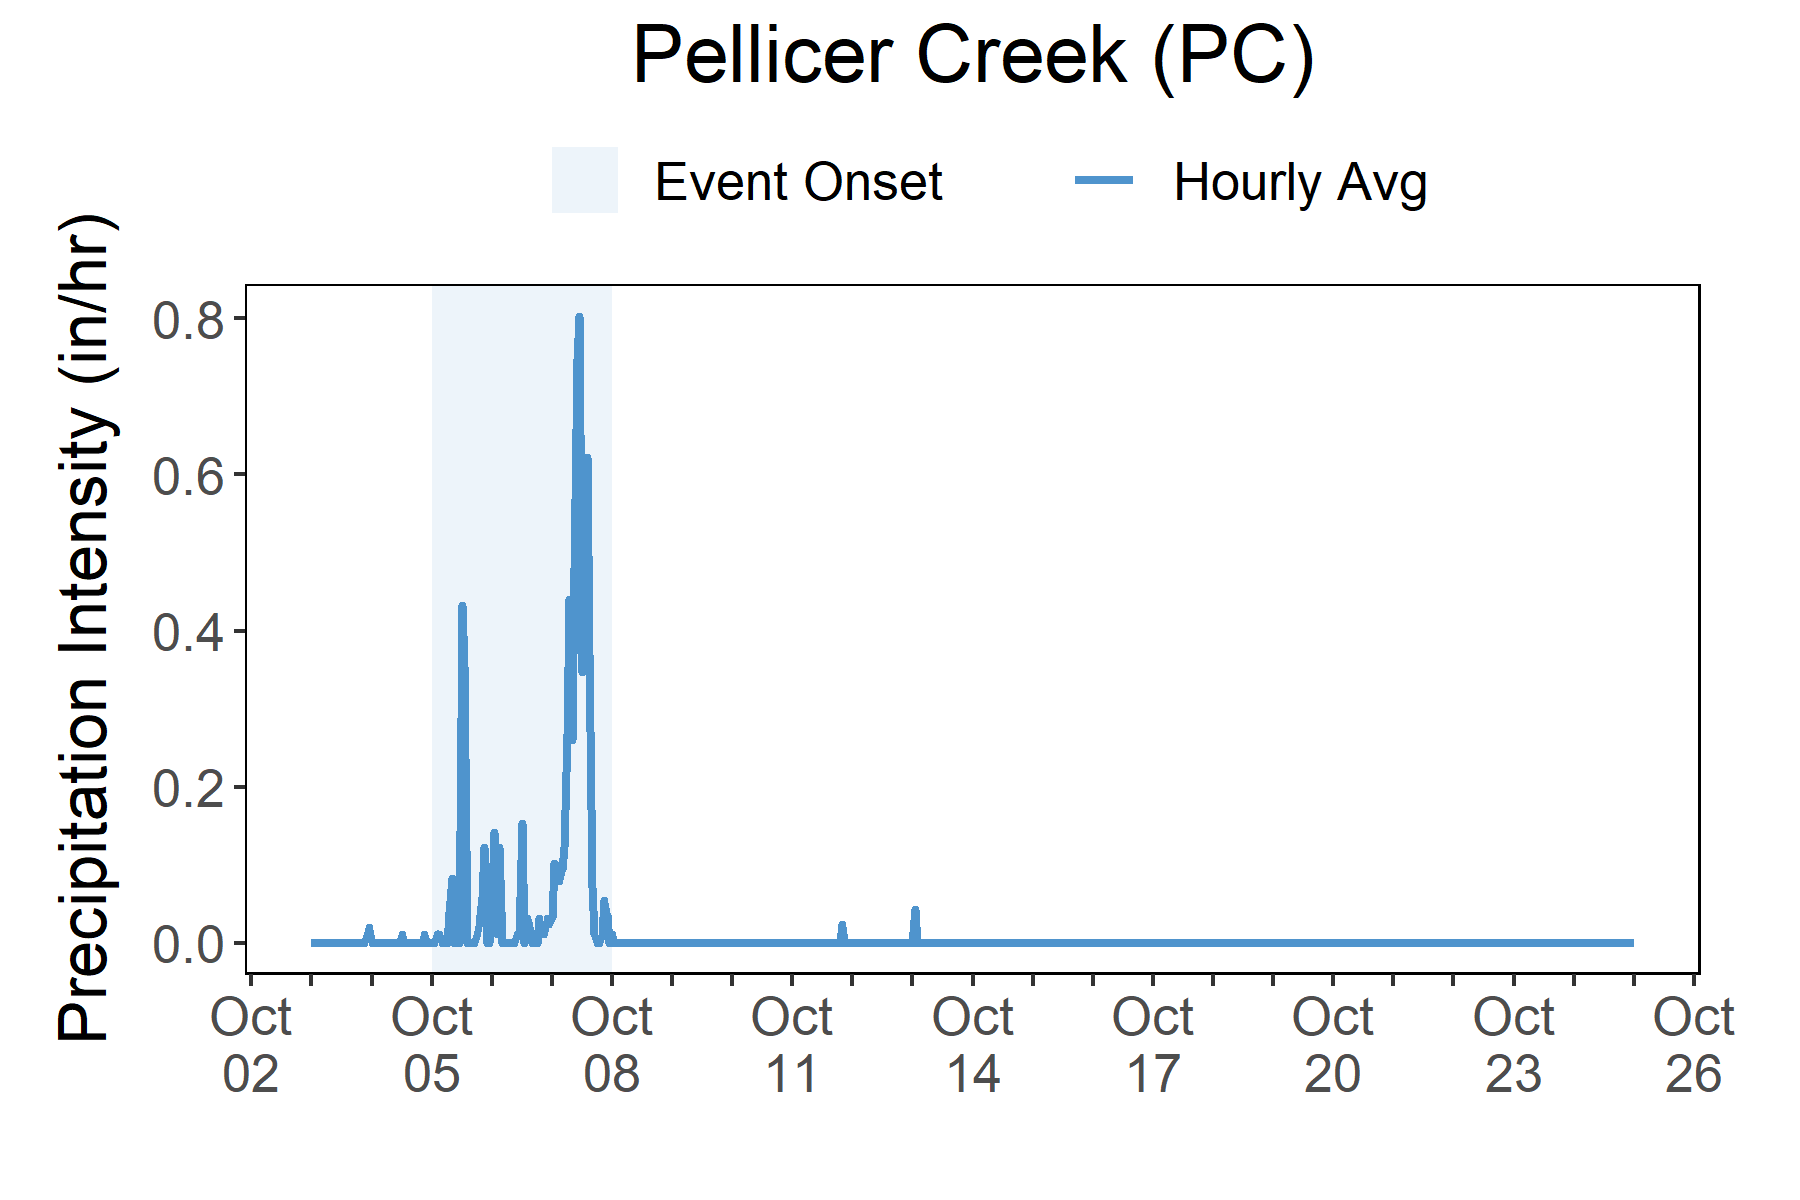 Pellicer Creek (PC)
Event Onset
Hourly Avg
Precipitation Intensity (in/hr)
0.8
0.6
0.4
0.2
0.0
Oct Oct Oct Oct Oct Oct Oct Oct Oct
02 05 08 11 14 17 20 23 26